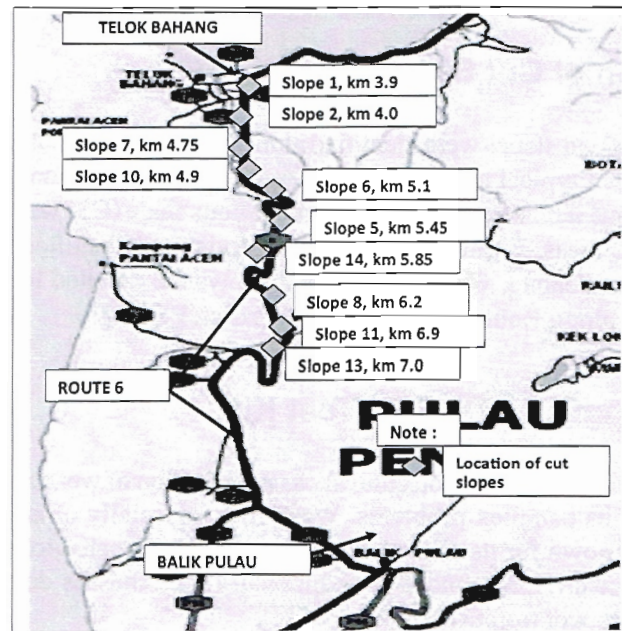 TELOK BAHANG
TELOK
BAHANG
Slope 1, km 3.9
Slope 2, km 4.0
Slope 7, km 4.75
Slope 10, km 4.9
Slope 6, km 5.1
Slope 5, km 5.45
Slope 14, km 5.85
Kampong
PANTAI ACEH
Slope 8, km 6.2
Slope 11, km 6.9
Slope 13, km 7.0
KEK LO
ROUTE 6
PULAU
Note :
PEN
Location of cut
slopes
BALIK PULAU
BALIK PULAU